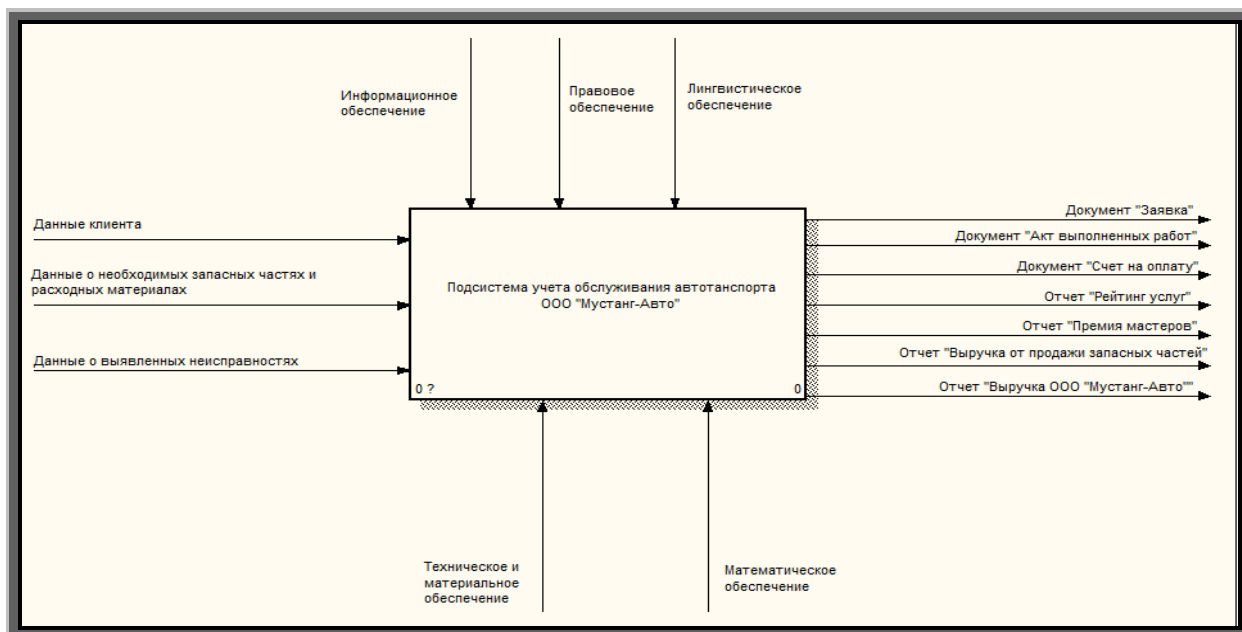 Информационное
обеспечение
Правовое
обеспечение
Лингвистическое
обеспечение
Данные клиента
Данные о необходимых запасных частях и
расходных материалах
Данные о выявленных неисправностях
Подсистема учета обслуживания автотанспорта
ООО "Мустанг-Авто"
0 ?
0
Документ "Заявка"
Документ "Акт выполненных работ"
Документ "Счет на оплату"
Отчет "Рейтинг услуг"
Отчет "Премия мастеров"
Отчет "Выручка от продажи запасных частей"
Отчет "Выручка ООО "Мустанг-Авто""
Техническое и
материальное
обеспечение
Математическое
обеспечение